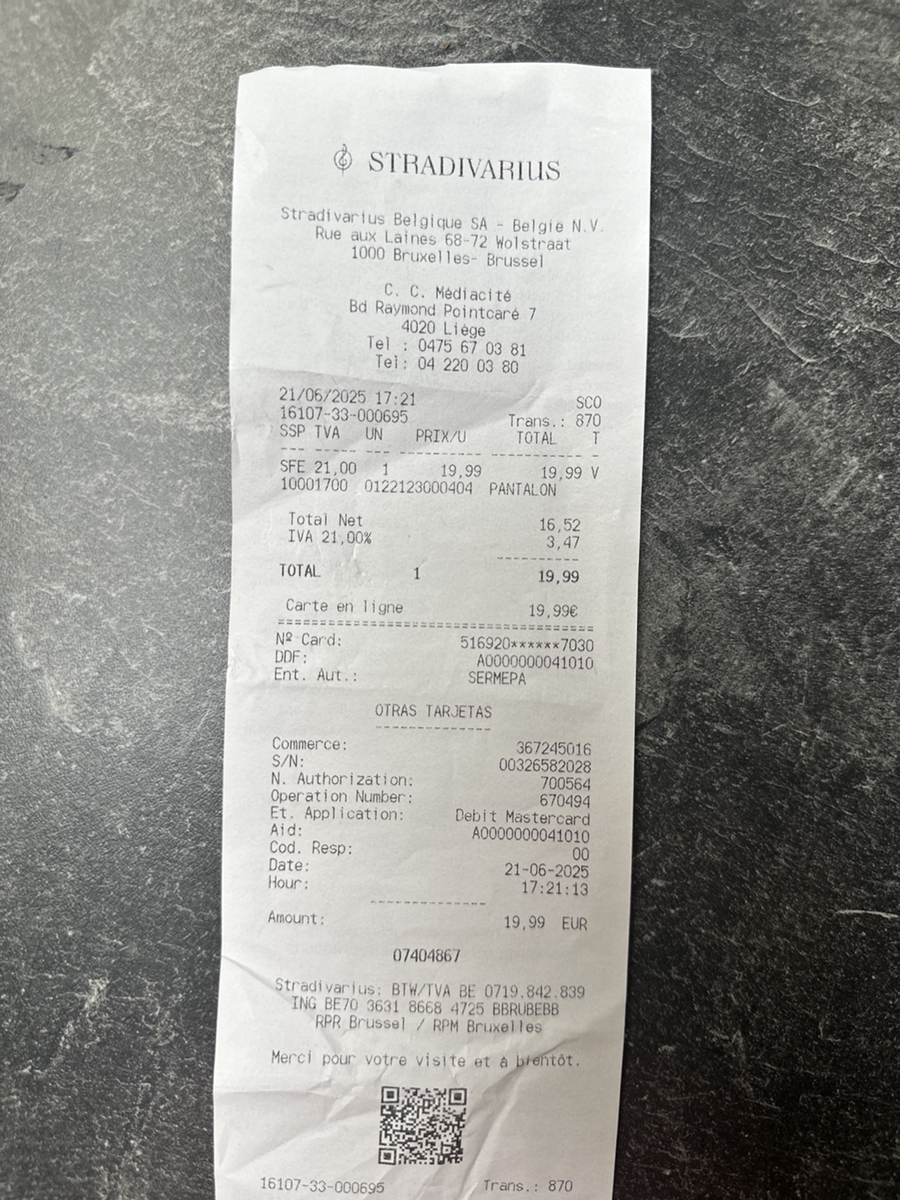 STRADIVARIUS
Stradivarius Belgique SA - België N.V.
Rue aux Laines 68-72 Wolstraat
1000 Bruxelles- Brussel
C. C. Médiacité
Bd Raymond Pointcaré 7
4020 Liège
Tel : 0475 67 03 81
Tel: 04 220 03 80
21/06/2025 17:21 SCO
16107-33-000695 Trans.: 870
SSP TVA UN PRIX/U TOTAL T
--- --- --- ---------- ----------- -
SFE 21,00 1 19,99 19,99 V
10001700 0122123000404 PANTALON
Total Net 16,52
IVA 21,00% 3,47
----------
TOTAL 1 19,99
Carte en ligne 19,99€
======================================
Nº Card: 516920******7030
DDF: A0000000041010
Ent. Aut.: SERMEPA
OTRAS TARJETAS
--------------
Commerce: 367245016
S/N: 00326582028
N. Authorization: 700564
Operation Number: 670494
Et. Application: Debit Mastercard
Aid: A0000000041010
Cod. Resp: 00
Date: 21-06-2025
Hour: 17:21:13
--------------
Amount: 19,99 EUR
07404867
Stradivarius: BTW/TVA BE 0719.842.839
ING BE70 3631 8668 4725 BBRUBEBB
RPR Brussel / RPM Bruxelles
Merci pour votre visite et à bientôt.
16107-33-000695 Trans.: 870